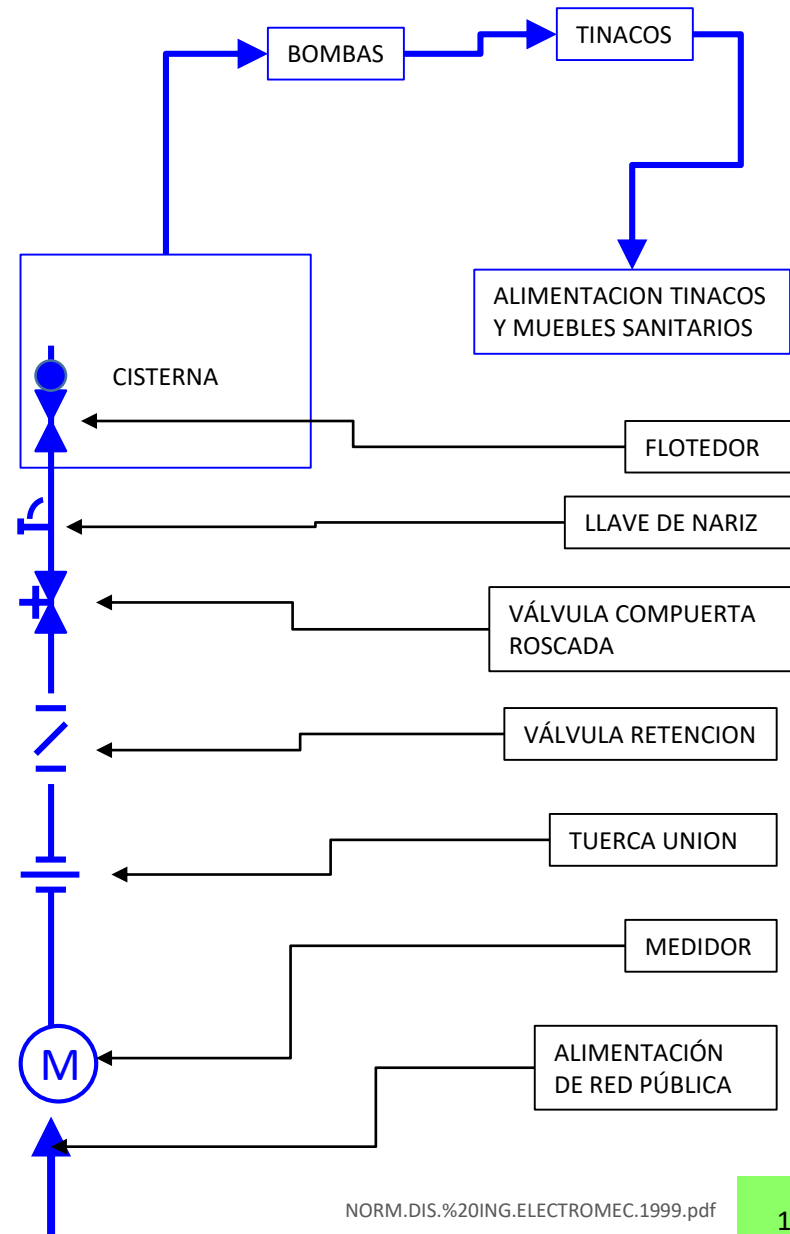 BOMBAS
TINACOS
ALIMENTACION TINACOS
Y MUEBLES SANITARIOS
CISTERNA
FLOTEDOR
LLAVE DE NARIZ
VÁLVULA COMPUERTA
ROSCADA
VÁLVULA RETENCION
TUERCA UNION
MEDIDOR
M
ALIMENTACIÓN
DE RED PÚBLICA
NORM.DIS.%20ING.ELECTROMEC.1999.pdf
1